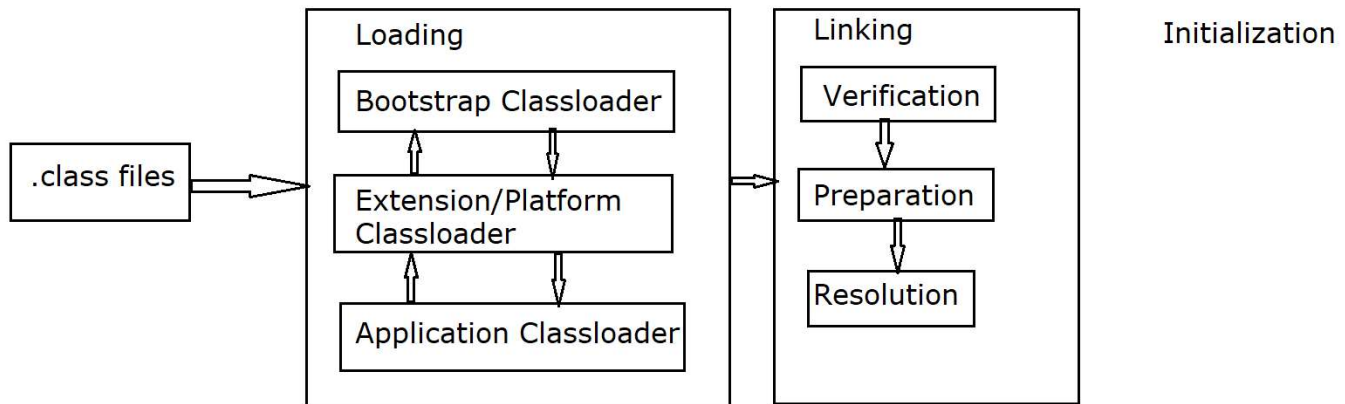 .class files
Loading
Bootstrap Classloader
Extension/Platform
Classloader
Application Classloader
Linking
Verification
Preparation
Resolution
Initialization